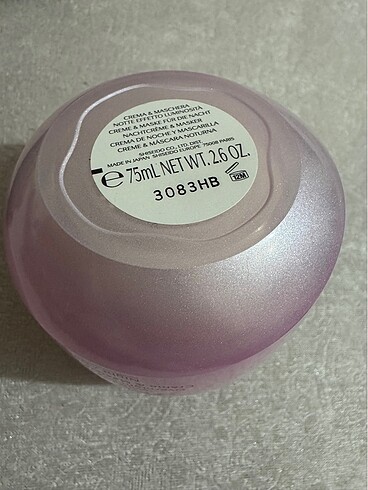 CREMA & MASCHERA
NOTTE EFFETTO LUMINOSITÀ
CREME & MASKE FÜR DIE NACHT
NACHTCRÈME & MASKER
CREMA DE NOCHE Y MASCARILLA
CREME & MÁSCARA NOTURNA
SHISEIDO CO., LTD. DIST.
MADE IN JAPAN SHISEIDO EUROPE 75008 PARIS
℮ 75mL NET WT. 2.6 OZ.
3083HB
12M